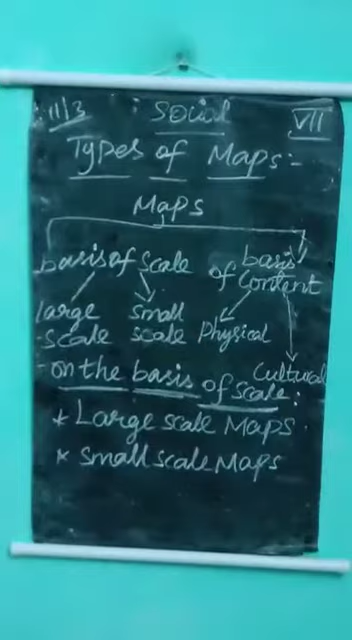 11/3 : Social VII
Types of Maps:-
Maps
basis of scale basis of Content
large -scale small scale Physical
Cultural
-on the basis of scale:
* Large scale Maps.
* small scale Maps